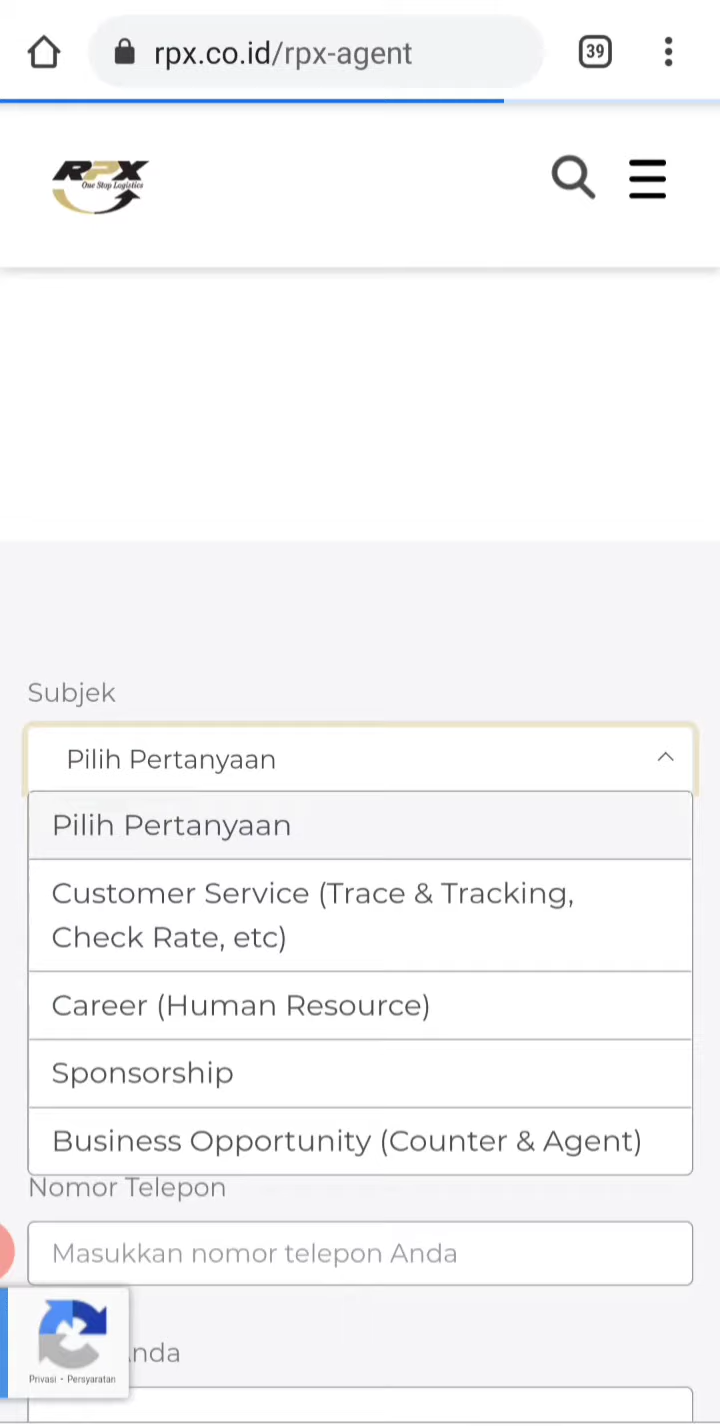 rpx.co.id/rpx-agent
39
RPX
One Stop Logistics
Subjek
Pilih Pertanyaan
Pilih Pertanyaan
Customer Service (Trace & Tracking,
Check Rate, etc)
Career (Human Resource)
Sponsorship
Business Opportunity (Counter & Agent)
Nomor Telepon
Masukkan nomor telepon Anda
nda
Privasi - Persyaratan